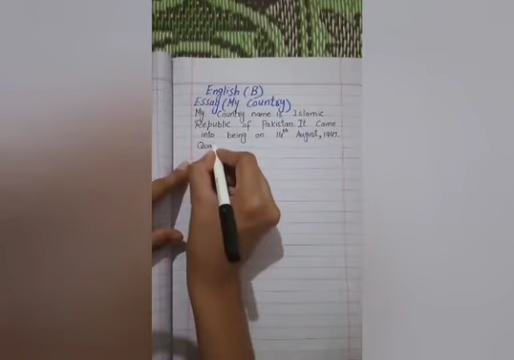 English (B)
Essay (My Country)
My Country name is Islamic
Republic of Pakistan. It Came
into being on 14th August, 1947.
Qua